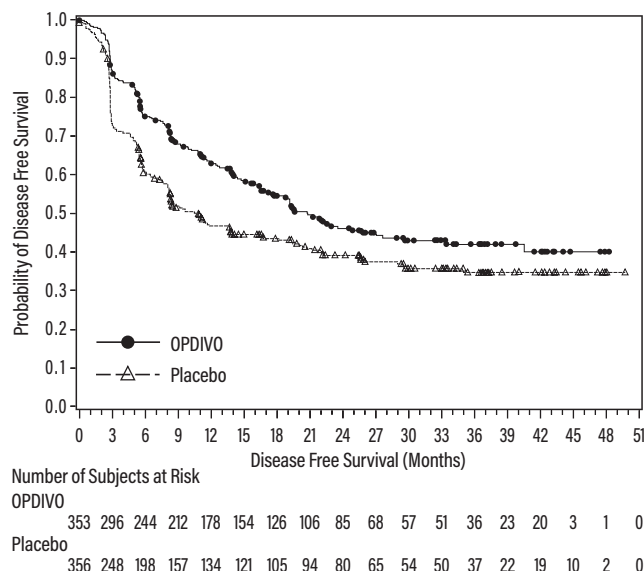 Probability of Disease Free Survival
1.0
0.9
0.8
0.7
0.6
0.5
0.4
0.3
0.2
0.1
0.0
OPDIVO
Placebo
0 3 6 9 12 15 18 21 24 27 30 33 36 39 42 45 48 51
Disease Free Survival (Months)
Number of Subjects at Risk
OPDIVO
353 296 244 212 178 154 126 106 85 68 57 51 36 23 20 3 1 0
Placebo
356 248 198 157 134 121 105 94 80 65 54 50 37 22 19 10 2 0